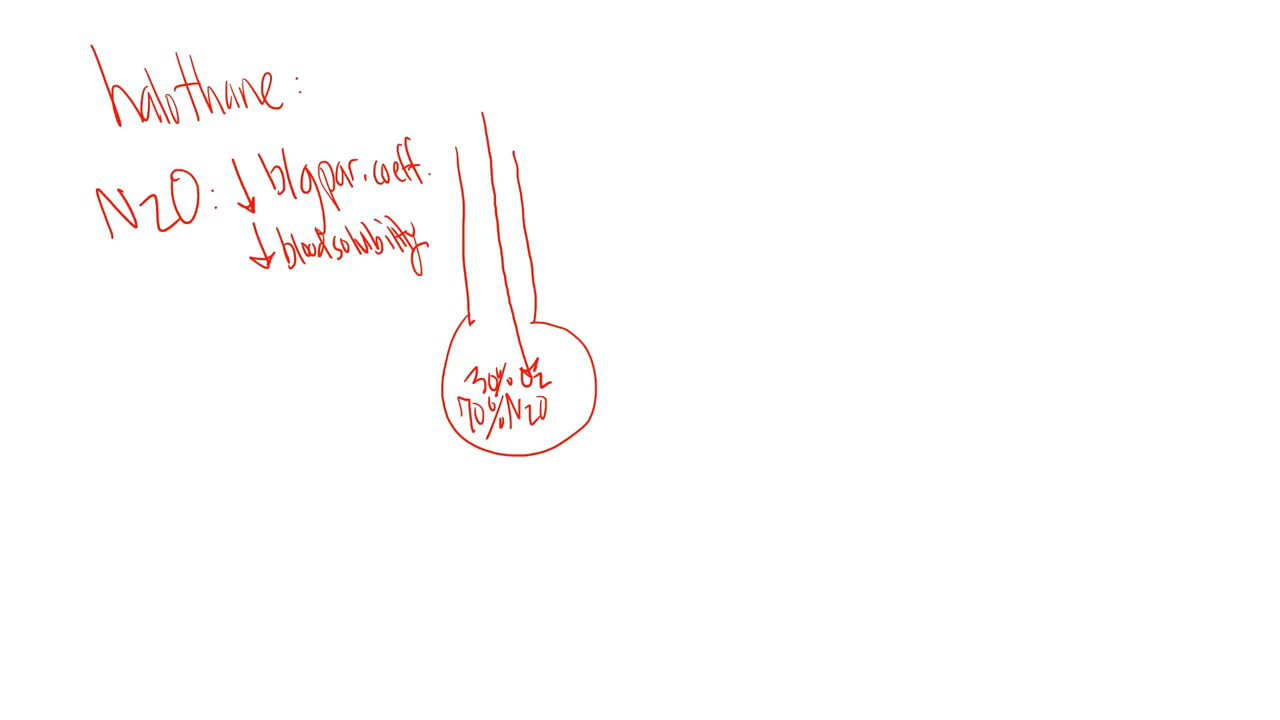 halothane:
N2O: ↓ b/g par. coeff.
↓ blood solubility
30% O2
70% N2O